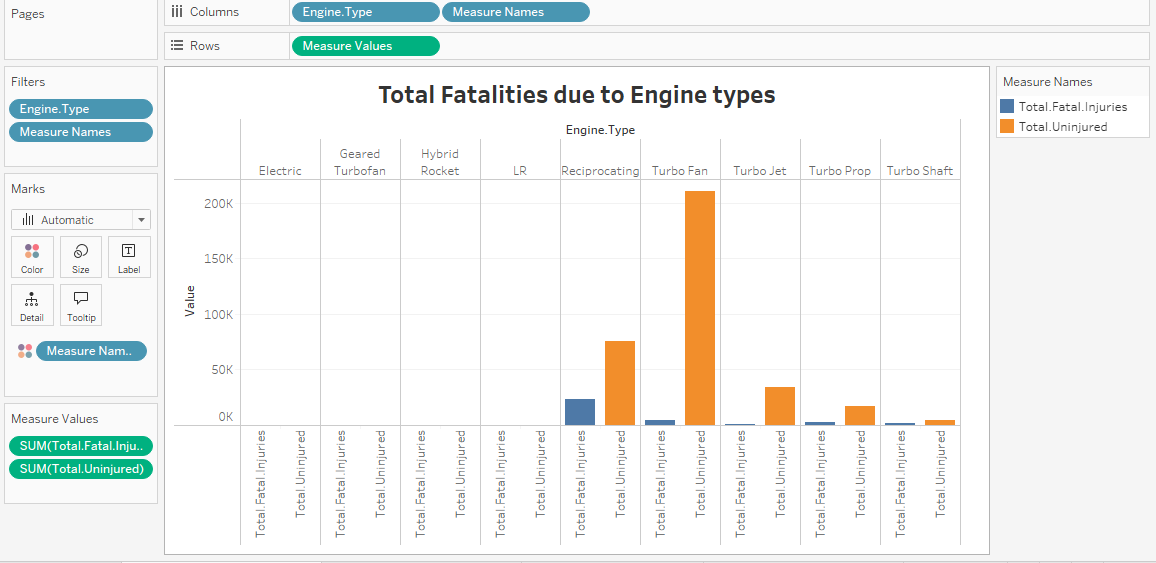 Pages
Columns
Engine.Type
Measure Names
Rows
Measure Values
Filters
Engine.Type
Measure Names
Marks
Automatic
Color
Size
Label
Detail
Tooltip
Measure Nam..
Measure Values
SUM(Total.Fatal.Inju..
SUM(Total.Uninjured)
Total Fatalities due to Engine types
Engine.Type
Electric
Geared
Turbofan
Hybrid
Rocket
LR
Reciprocating
Turbo Fan
Turbo Jet
Turbo Prop
Turbo Shaft
Value
200K
150K
100K
50K
0K
Total.Fatal.Injuries
Total.Uninjured
Total.Fatal.Injuries
Total.Uninjured
Total.Fatal.Injuries
Total.Uninjured
Total.Fatal.Injuries
Total.Uninjured
Total.Fatal.Injuries
Total.Uninjured
Total.Fatal.Injuries
Total.Uninjured
Total.Fatal.Injuries
Total.Uninjured
Total.Fatal.Injuries
Total.Uninjured
Total.Fatal.Injuries
Total.Uninjured
Measure Names
Total.Fatal.Injuries
Total.Uninjured